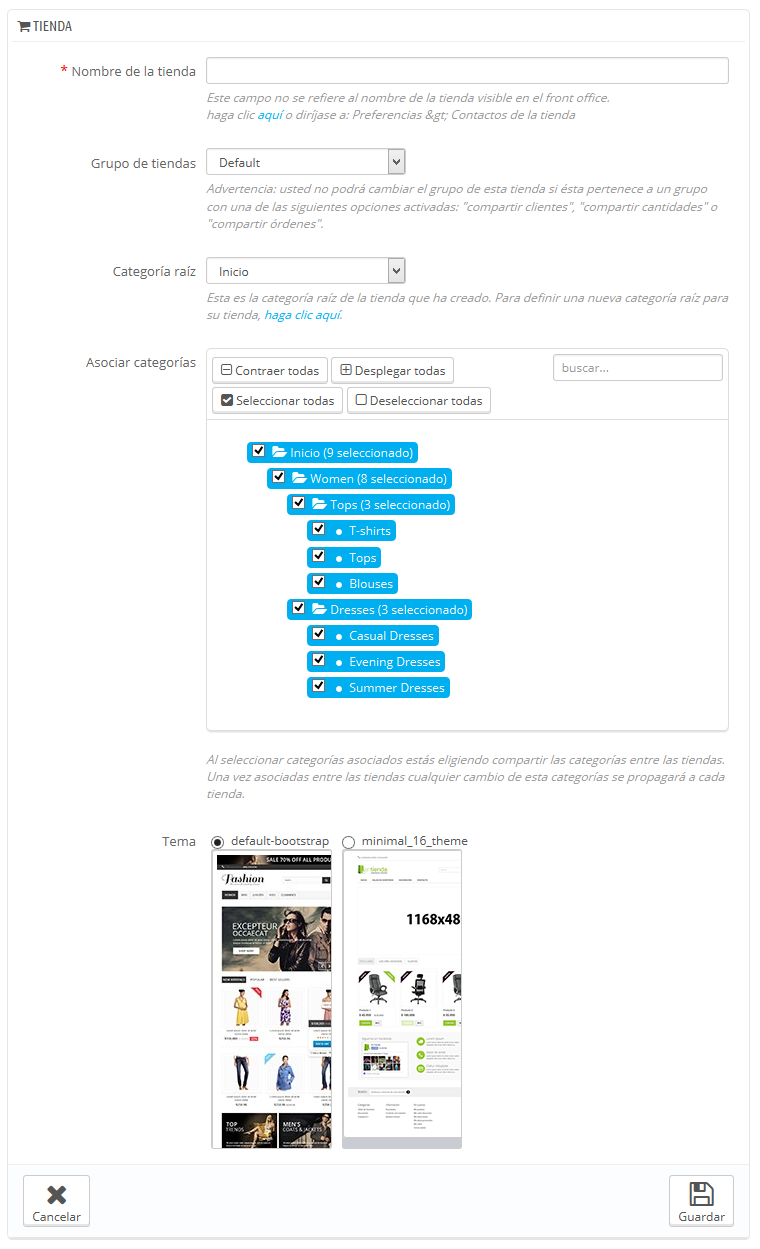 TIENDA
* Nombre de la tienda
Este campo no se refiere al nombre de la tienda visible en el front office.
haga clic aquí o diríjase a: Preferencias &gt; Contactos de la tienda
Grupo de tiendas
Default
Advertencia: usted no podrá cambiar el grupo de esta tienda si ésta pertenece a un grupo
con una de las siguientes opciones activadas: "compartir clientes", "compartir cantidades" o
"compartir órdenes".
Categoría raíz
Inicio
Esta es la categoría raíz de la tienda que ha creado. Para definir una nueva categoría raíz para
su tienda, haga clic aquí.
Asociar categorías
Contraer todas
Desplegar todas
buscar...
Seleccionar todas
Deseleccionar todas
Inicio (9 seleccionado)
Women (8 seleccionado)
Tops (3 seleccionado)
T-shirts
Tops
Blouses
Dresses (3 seleccionado)
Casual Dresses
Evening Dresses
Summer Dresses
Al seleccionar categorías asociados estás eligiendo compartir las categorías entre las tiendas.
Una vez asociadas entre las tiendas cualquier cambio de esta categorías se propagará a cada
tienda.
Tema
default-bootstrap
minimal_16_theme
SALE 70% OFF ALL PRODU
Fashion
EXCEPTEUR
OCCAECAT
SHOP NOW
NEW ARRIVALS
POPULAR
BEST SELLERS
TOP
TRENDS
MEN'S
COATS & JACKETS
tienda
1168x48
Cancelar
Guardar